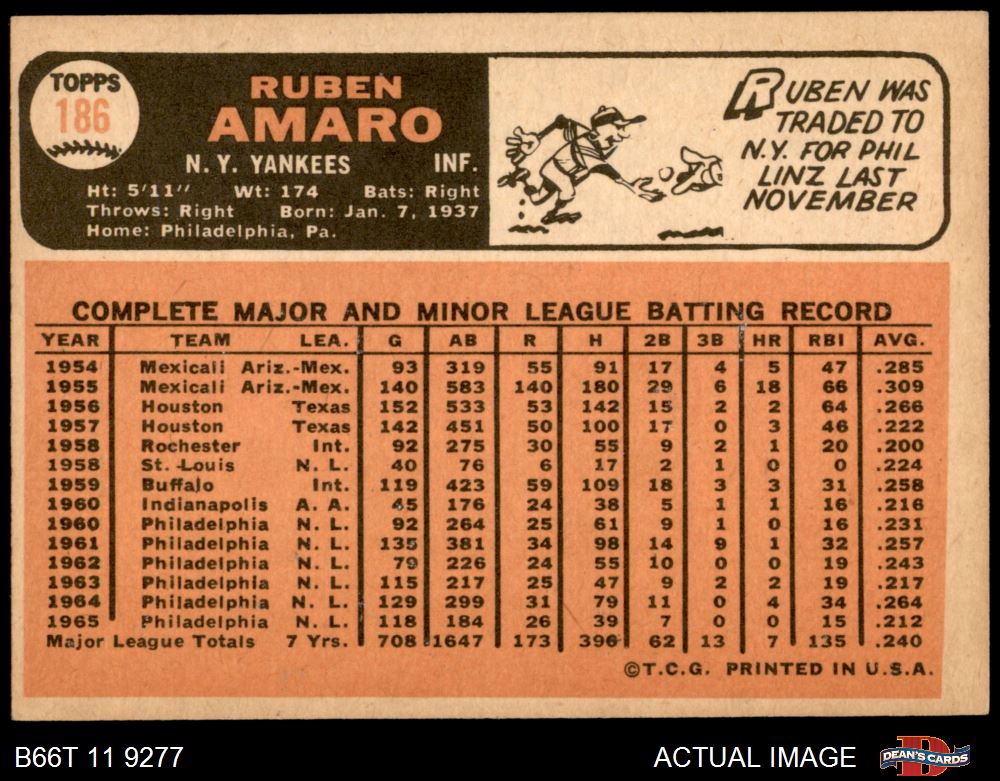 TOPPS
186
RUBEN
AMARO
N. Y. YANKEES INF.
Ht: 5'11" Wt: 174 Bats: Right
Throws: Right Born: Jan. 7, 1937
Home: Philadelphia, Pa.
RUBEN WAS
TRADED TO
N.Y. FOR PHIL
LINZ LAST
NOVEMBER
COMPLETE MAJOR AND MINOR LEAGUE BATTING RECORD
YEAR TEAM LEA. G AB R H 2B 3B HR RBI AVG.
1954 Mexicali Ariz.-Mex. 93 319 55 91 17 4 5 47 .285
1955 Mexicali Ariz.-Mex. 140 583 140 180 29 6 18 66 .309
1956 Houston Texas 152 533 53 142 15 2 2 64 .266
1957 Houston Texas 142 451 50 100 17 0 3 46 .222
1958 Rochester Int. 92 275 30 55 9 2 1 20 .200
1958 St. Louis N. L. 40 76 6 17 2 1 0 0 .224
1959 Buffalo Int. 119 423 59 109 18 3 3 31 .258
1960 Indianapolis A. A. 45 176 24 38 5 1 1 16 .216
1960 Philadelphia N. L. 92 264 25 61 9 1 0 16 .231
1961 Philadelphia N. L. 135 381 34 98 14 9 1 32 .257
1962 Philadelphia N. L. 79 226 24 55 10 0 0 19 .243
1963 Philadelphia N. L. 115 217 25 47 9 2 2 19 .217
1964 Philadelphia N. L. 129 299 31 79 11 0 4 34 .264
1965 Philadelphia N. L. 118 184 26 39 7 0 0 15 .212
Major League Totals 7 Yrs. 708 1647 173 396 62 13 7 135 .240
©T.C.G. PRINTED IN U.S.A.
B66T 11 9277
ACTUAL IMAGE
DEAN'S CARDS